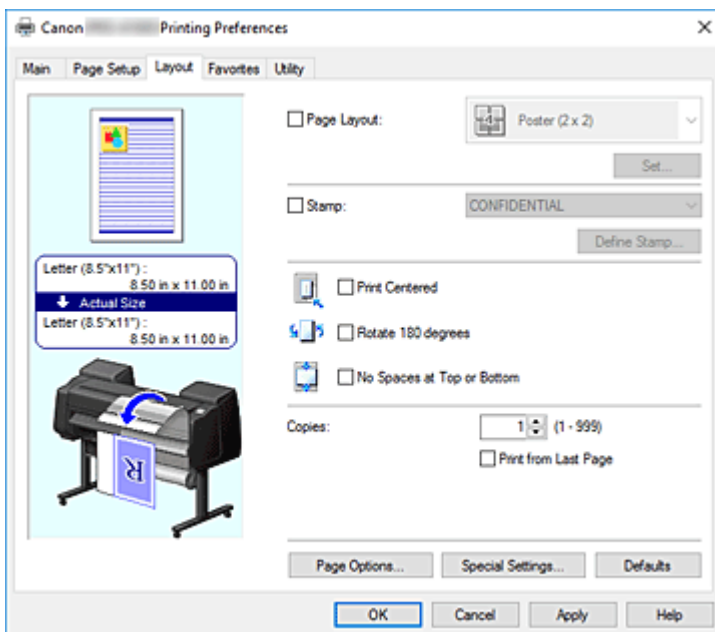 Canon Printing Preferences
Main Page Setup Layout Favorites Utility
Page Layout: 4 Poster (2 x 2)
Set...
Stamp: CONFIDENTIAL
Define Stamp...
Letter (8.5"x11") :
8.50 in x 11.00 in
Actual Size
Letter (8.5"x11") :
8.50 in x 11.00 in
Print Centered
Rotate 180 degrees
No Spaces at Top or Bottom
R
Copies: 1 (1 - 999)
Print from Last Page
Page Options... Special Settings... Defaults
OK Cancel Apply Help